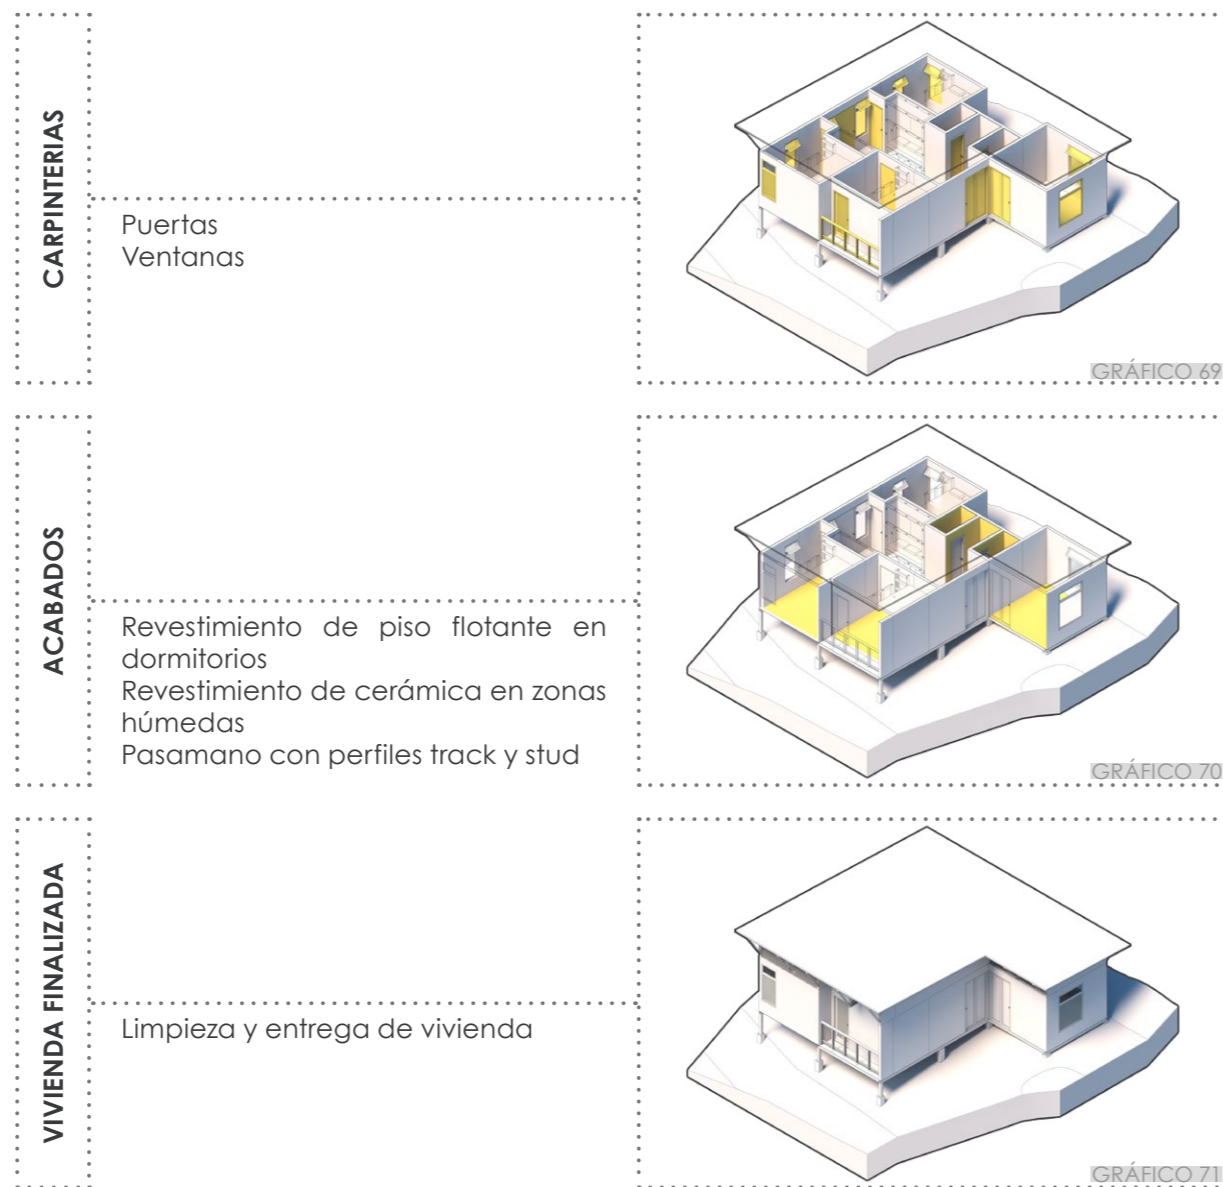 CARPINTERIAS
Puertas
Ventanas
GRÁFICO 69
ACABADOS
Revestimiento de piso flotante en
dormitorios
Revestimiento de cerámica en zonas
húmedas
Pasamano con perfiles track y stud
GRÁFICO 70
VIVIENDA FINALIZADA
Limpieza y entrega de vivienda
GRÁFICO 71